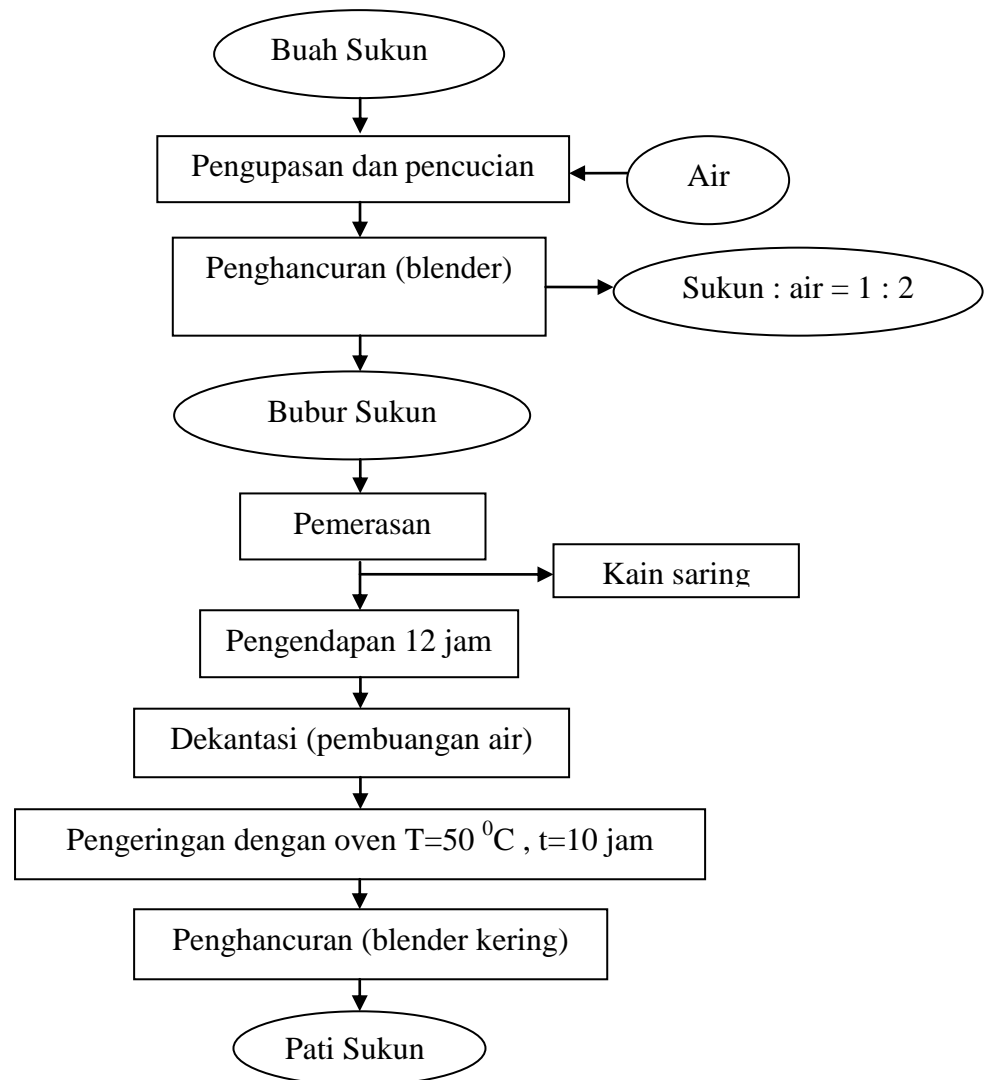 Buah Sukun
Pengupasan dan pencucian
Air
Penghancuran (blender)
Sukun : air = 1 : 2
Bubur Sukun
Pemerasan
Kain saring
Pengendapan 12 jam
Dekantasi (pembuangan air)
Pengeringan dengan oven T=50 ⁰C , t=10 jam
Penghancuran (blender kering)
Pati Sukun